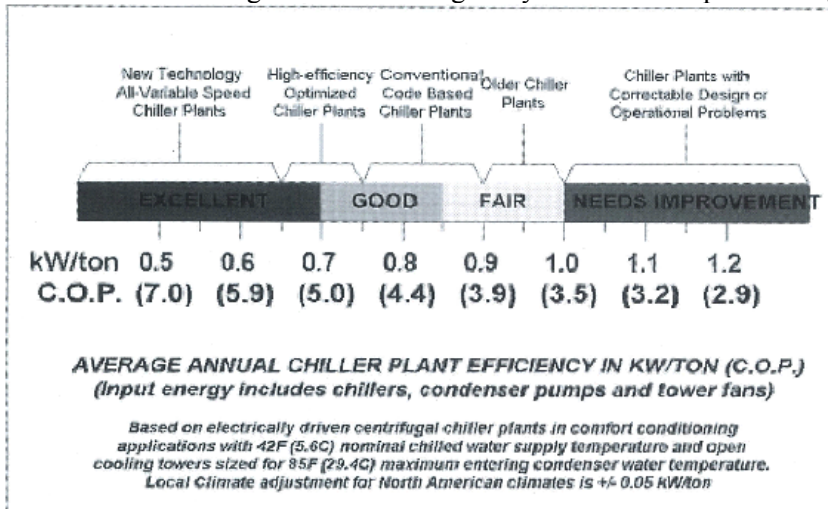 New Technology
All-Variable Speed
Chiller Plants
High-efficiency
Optimized
Chiller Plants
Conventional
Code Based
Chiller Plants
Older Chiller
Plants
Chiller Plants with
Correctable Design or
Operational Problems
EXCELLENT GOOD FAIR NEEDS IMPROVEMENT
kW/ton 0.5 0.6 0.7 0.8 0.9 1.0 1.1 1.2
C.O.P. (7.0) (5.9) (5.0) (4.4) (3.9) (3.5) (3.2) (2.9)
AVERAGE ANNUAL CHILLER PLANT EFFICIENCY IN KW/TON (C.O.P.)
(Input energy includes chillers, condenser pumps and tower fans)
Based on electrically driven centrifugal chiller plants in comfort conditioning
applications with 42F (5.6C) nominal chilled water supply temperature and open
cooling towers sized for 85F (29.4C) maximum entering condenser water temperature.
Local Climate adjustment for North American climates is +/- 0.05 kW/ton